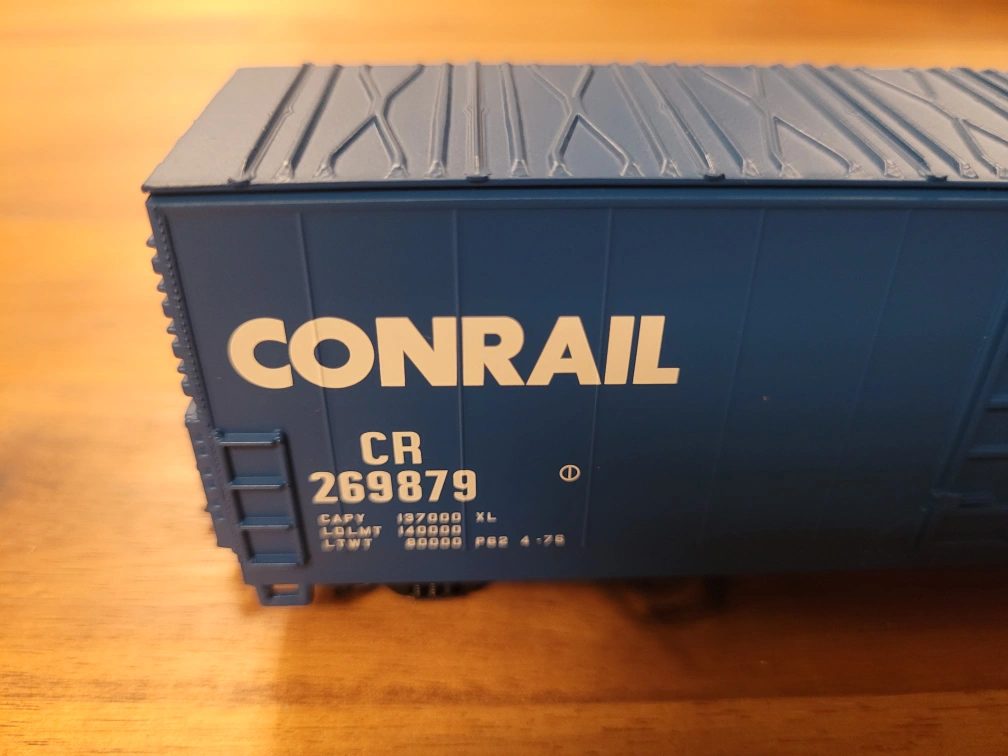 CONRAIL
CR
269879
CAPY 137000 XL
LDLMT 140000
LTWT 80000 P62 4-76